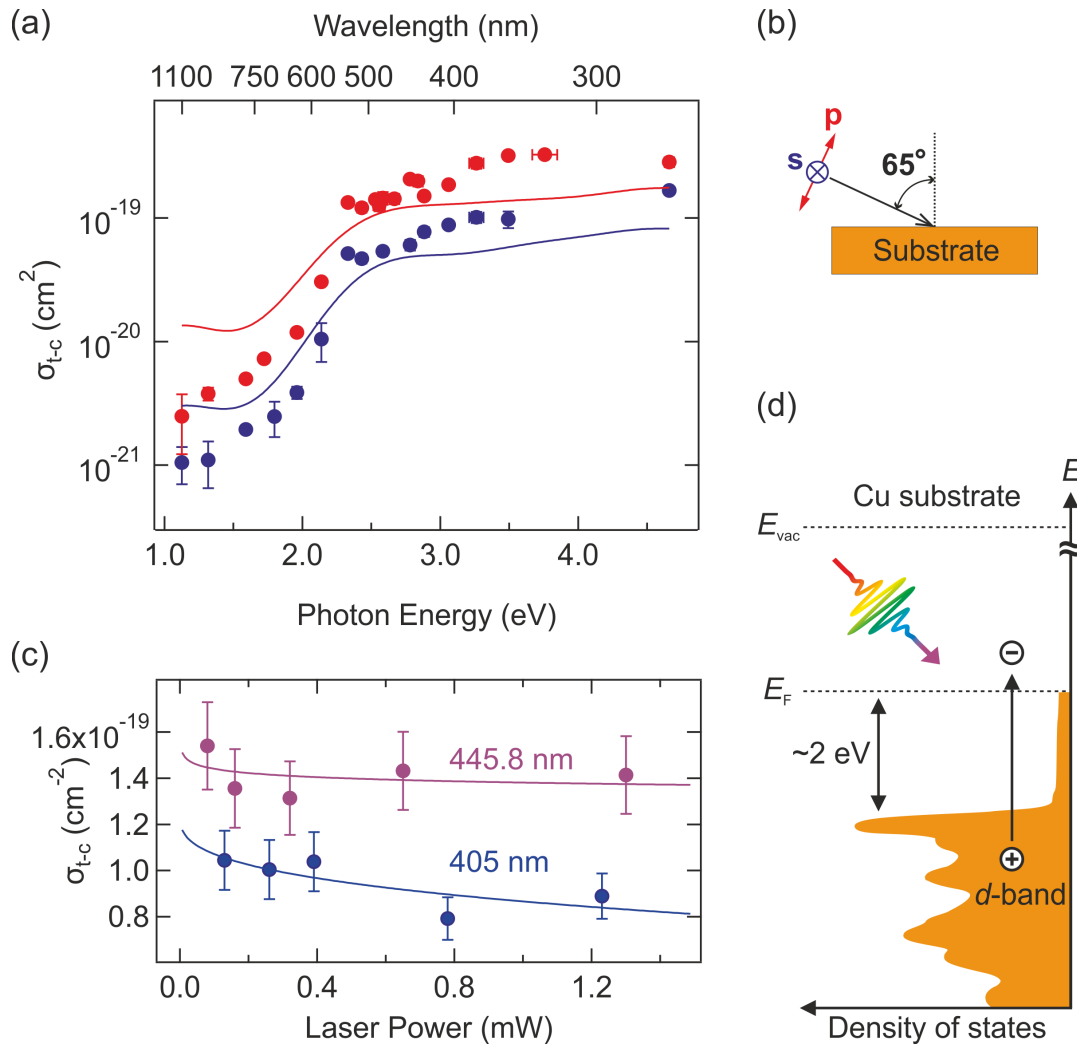 (a)
Wavelength (nm)
1100 750 600 500 400 300
10⁻¹⁹
10⁻²⁰
10⁻²¹
σt-c (cm²)
1.0 2.0 3.0 4.0
Photon Energy (eV)
(b)
p
s
65°
Substrate
(c)
1.6x10⁻¹⁹
1.4
1.2
1.0
0.8
σt-c (cm⁻²)
445.8 nm
405 nm
0.0 0.4 0.8 1.2
Laser Power (mW)
(d)
E
Cu substrate
Evac
−
EF
~2 eV
+
d-band
Density of states